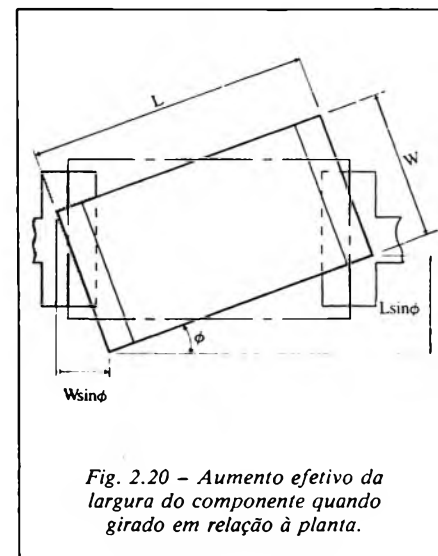 L
W
Lsinϕ
ϕ
Wsinϕ
Fig. 2.20 – Aumento efetivo da
largura do componente quando
girado em relação à planta.